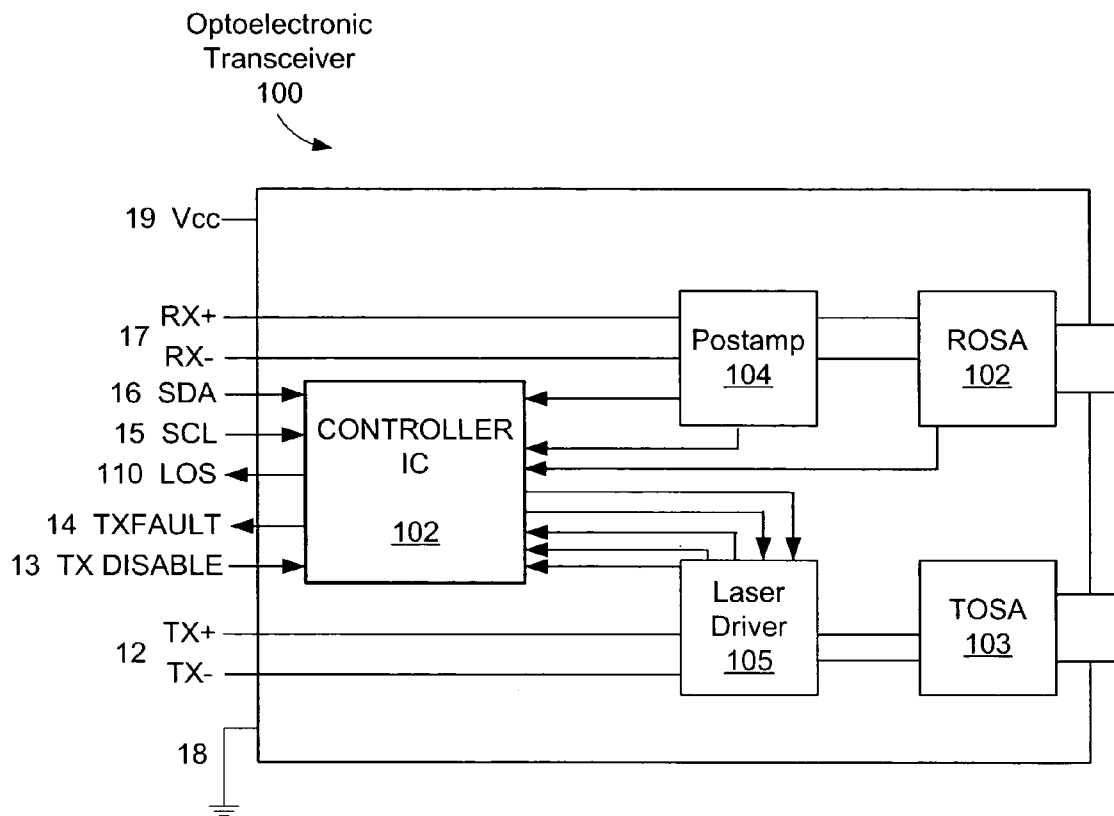 Optoelectronic
Transceiver
100
19 Vcc
17 RX+
RX-
16 SDA
15 SCL
110 LOS
14 TXFAULT
13 TX DISABLE
12 TX+
TX-
18
CONTROLLER
IC
102
Postamp
104
ROSA
102
Laser
Driver
105
TOSA
103